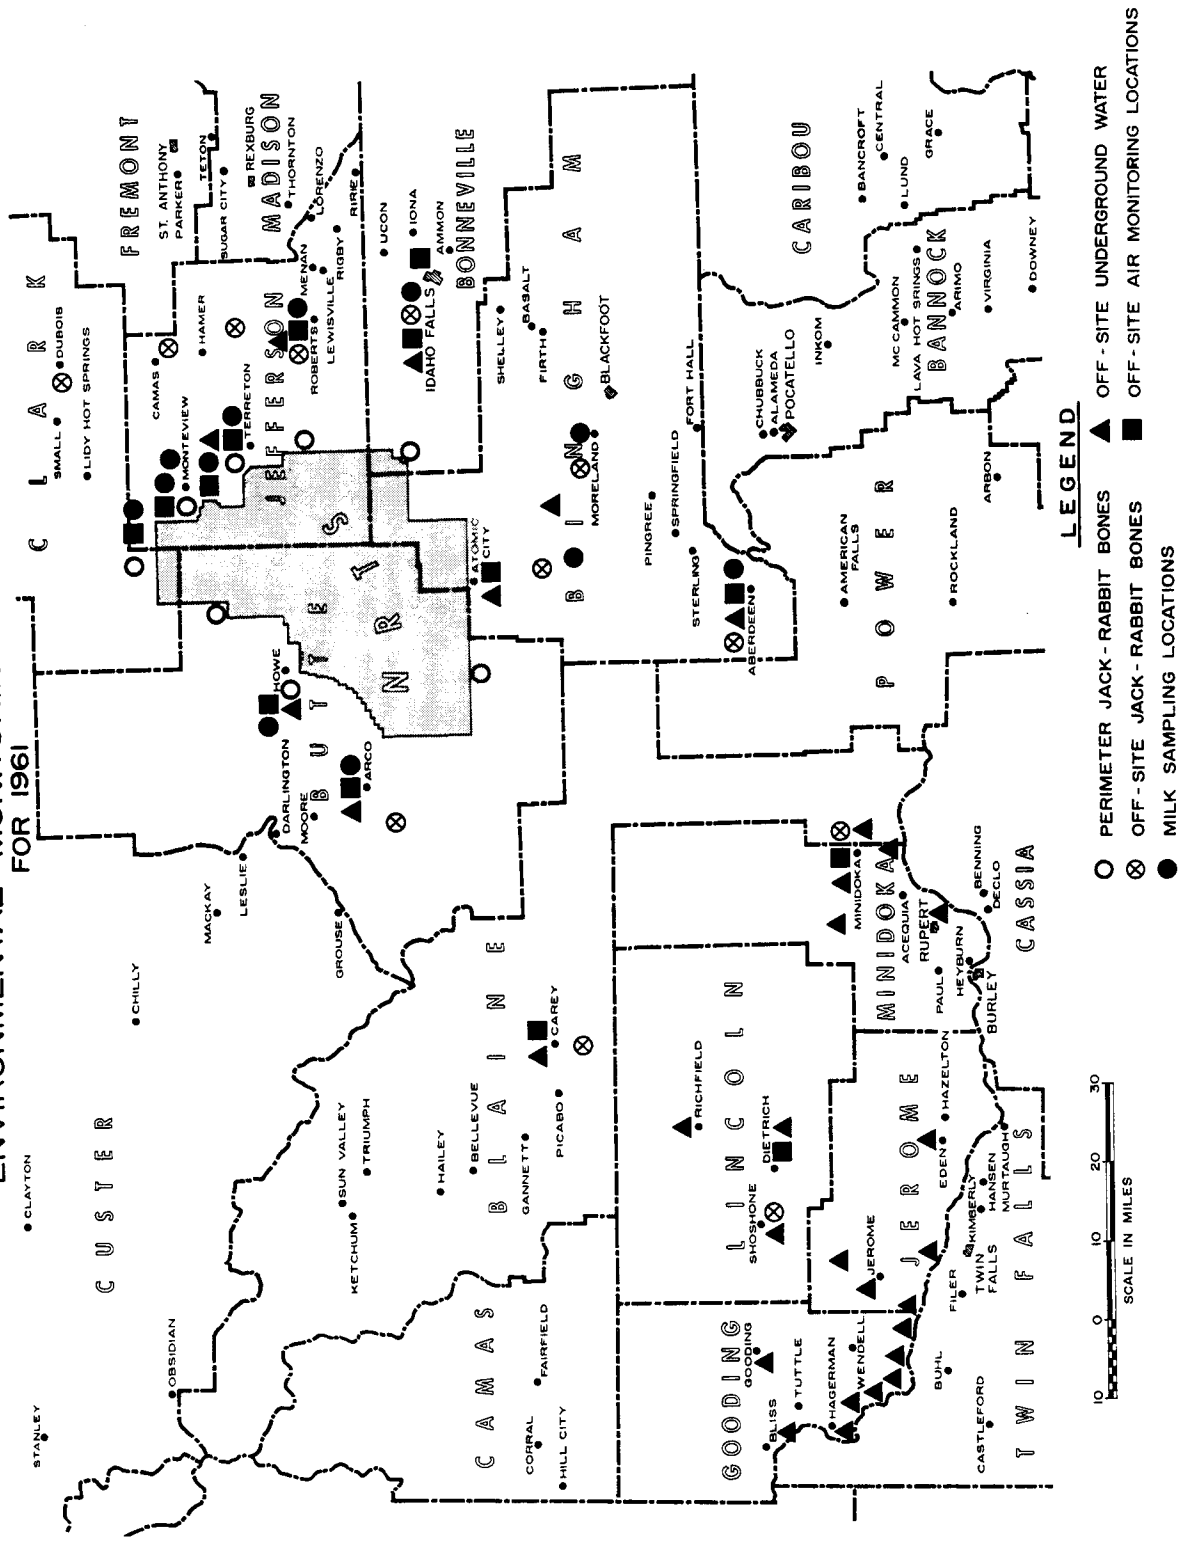 FOR 1961
STANLEY
CLAYTON
OBSIDIAN
CUSTER
CHILLY
MACKAY
LESLIE
DARLINGTON
MOORE
GROUSE
ARCO
HOWE
BUTTE
NRTS
CLARK
SMALL
DUBOIS
LIDY HOT SPRINGS
CAMAS
MONTEVIEW
HAMER
TERRETON
JEFFERSON
ROBERTS
LEWISVILLE
MENAN
RIGBY
LORENZO
RIRIE
FREMONT
ST. ANTHONY
PARKER
TETON
SUGAR CITY
REXBURG
MADISON
THORNTON
UCON
IONA
AMMON
IDAHO FALLS
BONNEVILLE
SHELLEY
BASALT
FIRTH
BLACKFOOT
BINGHAM
MORELAND
ATOMIC
CITY
PINGREE
SPRINGFIELD
STERLING
FORT HALL
ABERDEEN
CHUBBUCK
ALAMEDA
POCATELLO
INKOM
CARIBOU
BANCROFT
CENTRAL
LUND
GRACE
MC CAMMON
LAVA HOT SPRINGS
BANNOCK
ARIMO
VIRGINIA
DOWNEY
AMERICAN
FALLS
POWER
ROCKLAND
ARBON
KETCHUM
SUN VALLEY
TRIUMPH
HAILEY
BELLEVUE
BLAINE
GANNETT
PICABO
CAREY
CAMAS
FAIRFIELD
CORRAL
HILL CITY
RICHFIELD
LINCOLN
DIETRICH
SHOSHONE
GOODING
GOODING
BLISS
TUTTLE
HAGERMAN
WENDELL
JEROME
JEROME
EDEN
HAZELTON
MINIDOKA
MINIDOKA
ACEQUIA
RUPERT
PAUL
HEYBURN
BURLEY
BENNING
DECLO
CASSIA
BUHL
CASTLEFORD
FILER
TWIN
FALLS
KIMBERLY
HANSEN
MURTAUGH
TWIN FALLS
10 0 10 20 30
SCALE IN MILES
LEGEND
PERIMETER JACK-RABBIT BONES
OFF-SITE JACK-RABBIT BONES
MILK SAMPLING LOCATIONS
OFF-SITE UNDERGROUND WATER
OFF-SITE AIR MONITORING LOCATIONS